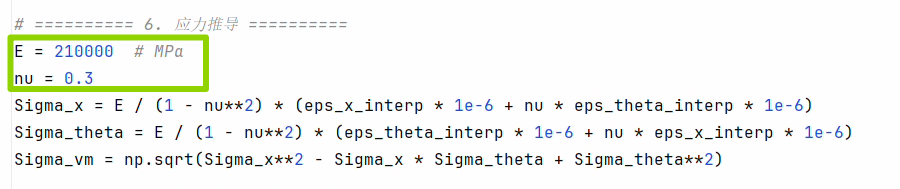 # ========== 6. 应力推导 ==========
E = 210000  # MPa
nu = 0.3
Sigma_x = E / (1 - nu**2) * (eps_x_interp * 1e-6 + nu * eps_theta_interp * 1e-6)
Sigma_theta = E / (1 - nu**2) * (eps_theta_interp * 1e-6 + nu * eps_x_interp * 1e-6)
Sigma_vm = np.sqrt(Sigma_x**2 - Sigma_x * Sigma_theta + Sigma_theta**2)